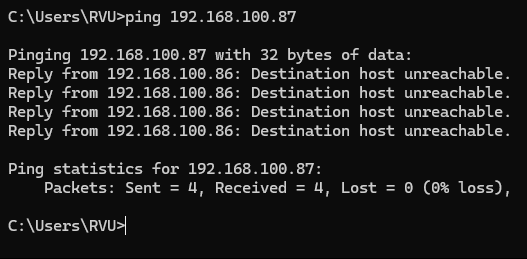 C:\Users\RVU>ping 192.168.100.87
Pinging 192.168.100.87 with 32 bytes of data:
Reply from 192.168.100.86: Destination host unreachable.
Reply from 192.168.100.86: Destination host unreachable.
Reply from 192.168.100.86: Destination host unreachable.
Reply from 192.168.100.86: Destination host unreachable.
Ping statistics for 192.168.100.87:
    Packets: Sent = 4, Received = 4, Lost = 0 (0% loss),
C:\Users\RVU>